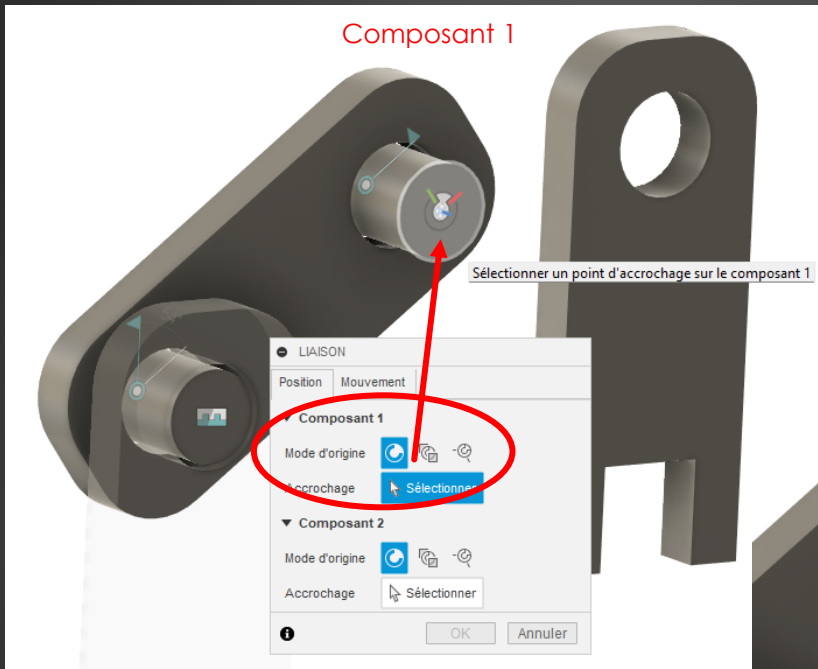 Composant 1
Sélectionner un point d'accrochage sur le composant 1
LIAISON
Position Mouvement
Composant 1
Mode d'origine
Accrochage Sélectionner
Composant 2
Mode d'origine
Accrochage Sélectionner
OK Annuler